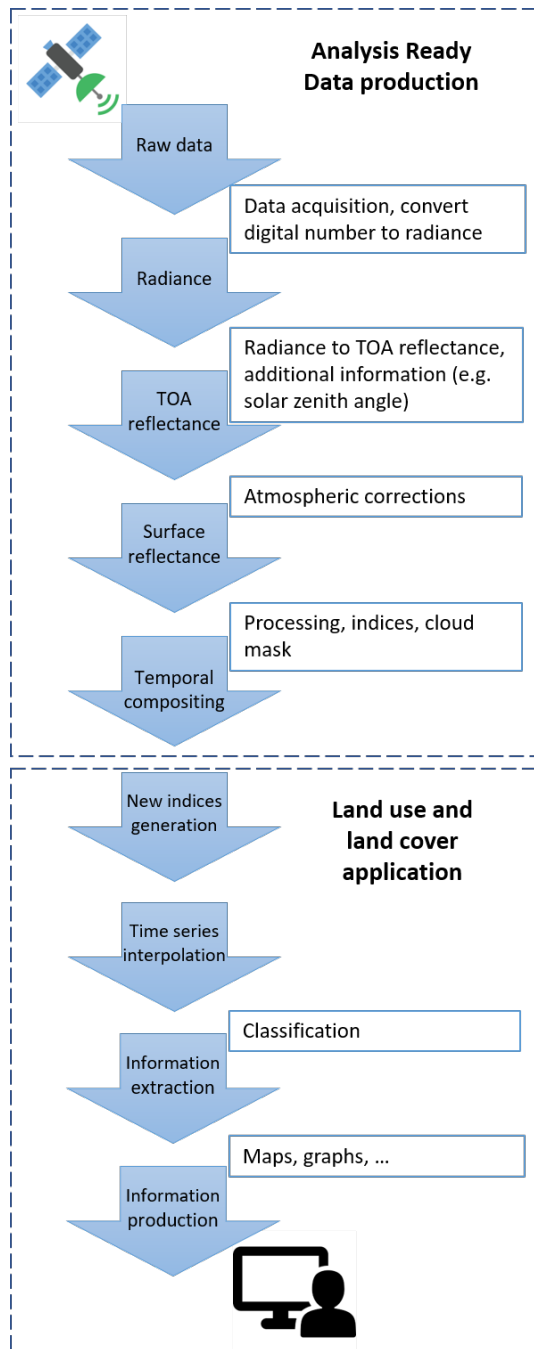 Analysis Ready
Data production
Raw data
Data acquisition, convert
digital number to radiance
Radiance
Radiance to TOA reflectance,
additional information (e.g.
solar zenith angle)
TOA
reflectance
Atmospheric corrections
Surface
reflectance
Processing, indices, cloud
mask
Temporal
compositing
New indices
generation
Land use and
land cover
application
Time series
interpolation
Classification
Information
extraction
Maps, graphs, ...
Information
production